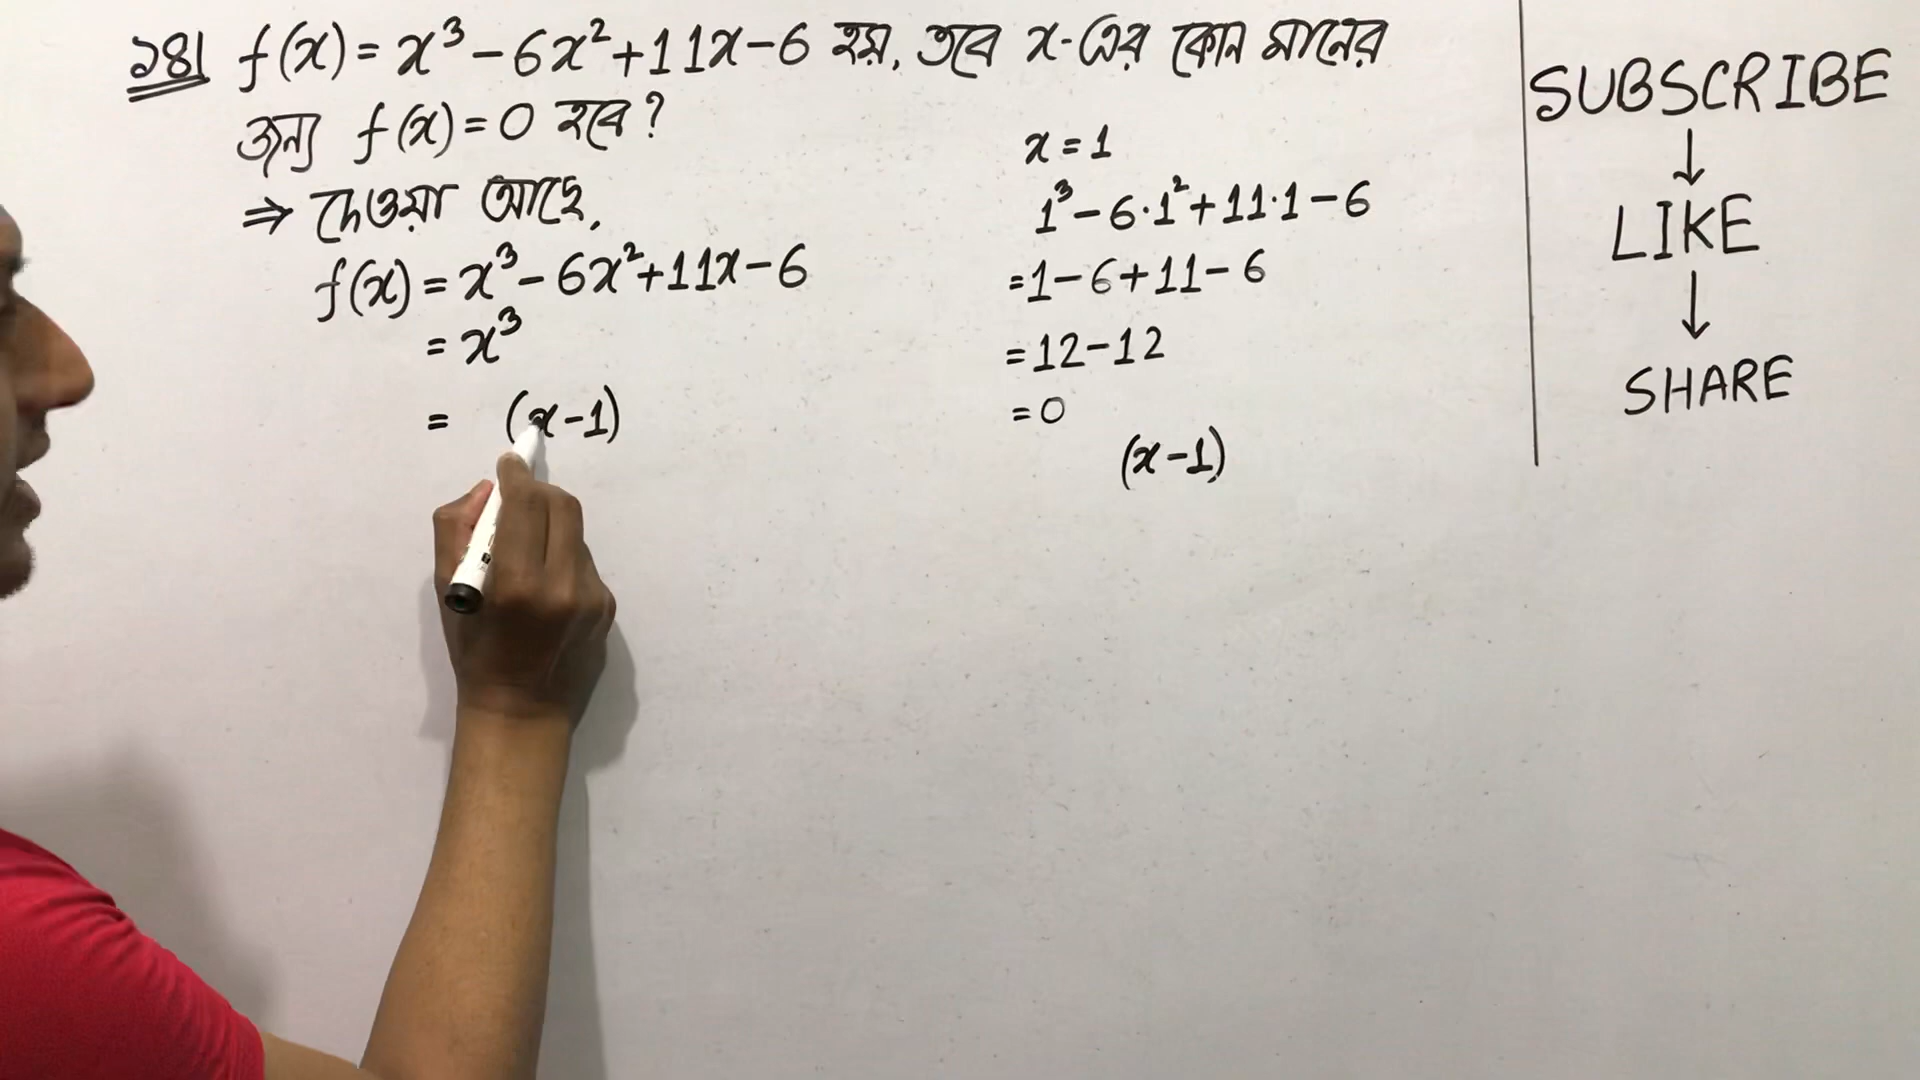 ১৪। f(x) = x³ - 6x² + 11x - 6 হয়, তবে x-এর কোন মানের
জন্য f(x) = 0 হবে?
⇒ দেওয়া আছে,
f(x) = x³ - 6x² + 11x - 6
= x³
= (x-1)
x = 1
1³ - 6·1² + 11·1 - 6
= 1 - 6 + 11 - 6
= 12 - 12
= 0
(x-1)
SUBSCRIBE
↓
LIKE
↓
SHARE